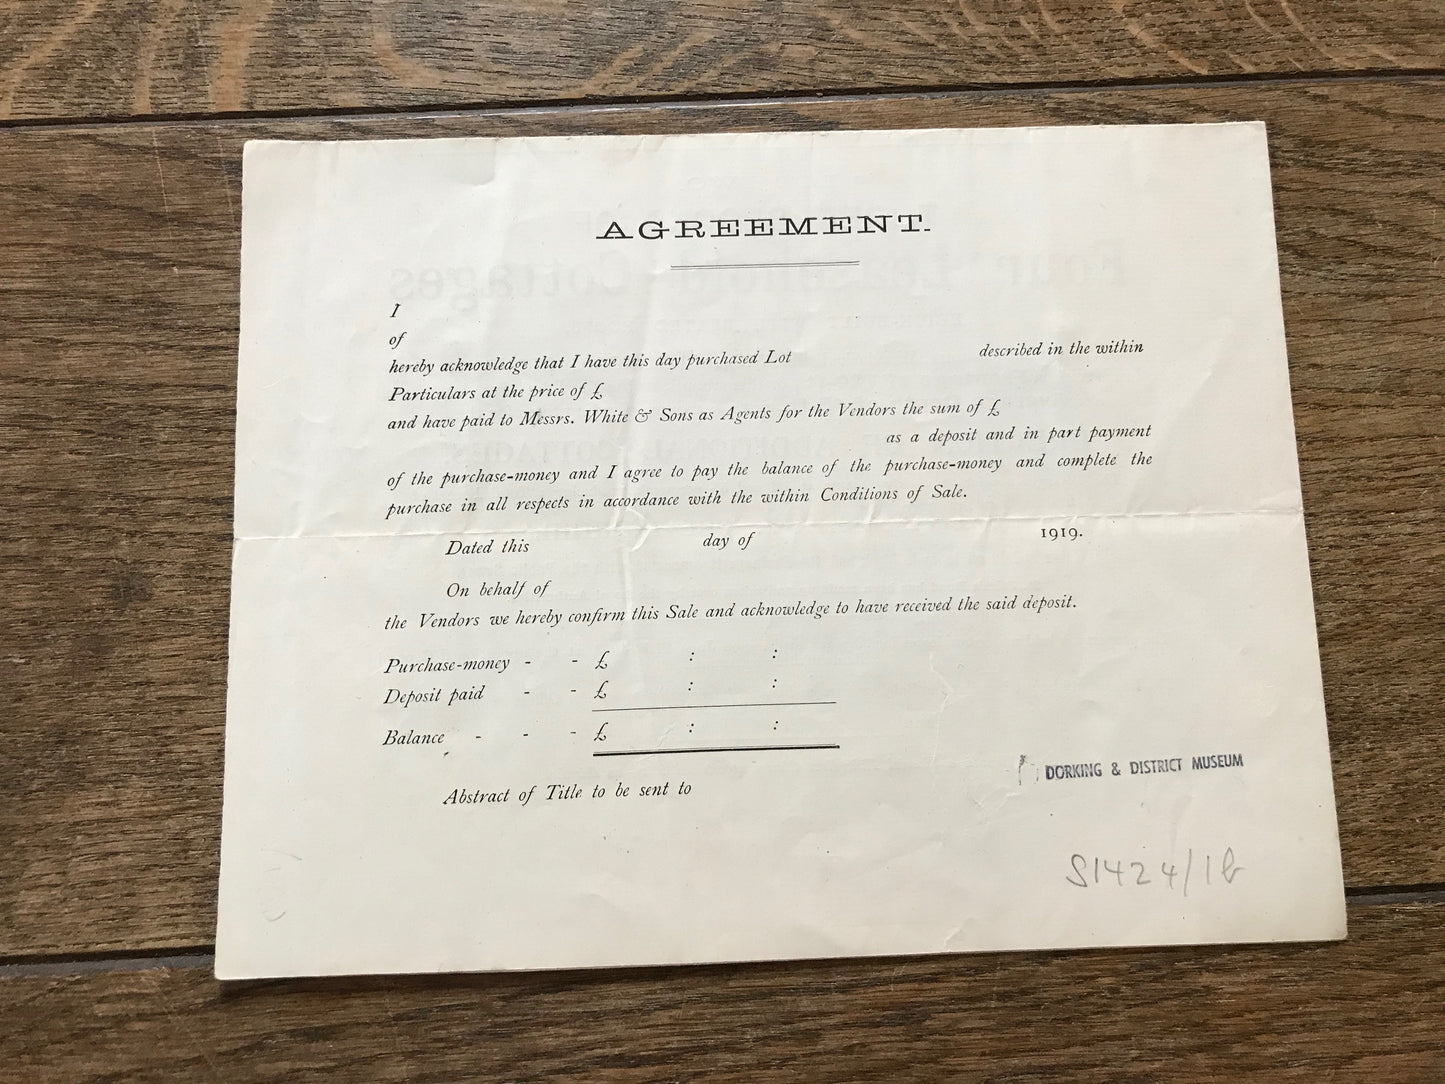 AGREEMENT.
I
of
hereby acknowledge that I have this day purchased Lot described in the within
Particulars at the price of £
and have paid to Messrs. White & Sons as Agents for the Vendors the sum of £
as a deposit and in part payment
of the purchase-money and I agree to pay the balance of the purchase-money and complete the
purchase in all respects in accordance with the within Conditions of Sale.
Dated this day of 1919.
On behalf of
the Vendors we hereby confirm this Sale and acknowledge to have received the said deposit.
Purchase-money - - £ : :
Deposit paid - - £ : :
Balance - - - £ : :
Abstract of Title to be sent to
DORKING & DISTRICT MUSEUM
S1424/1b